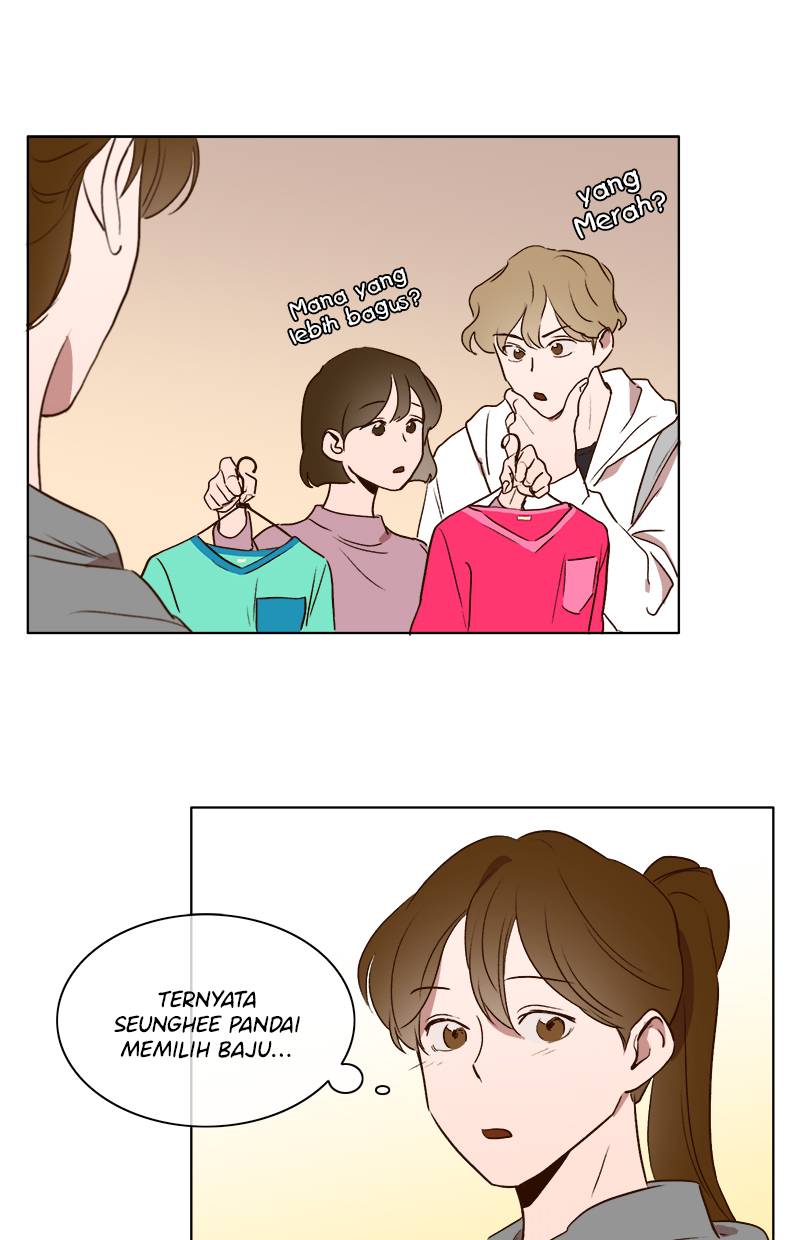 Mana yang
lebih bagus?
yang
Merah?
TERNYATA
SEUNGHEE PANDAI
MEMILIH BAJU...